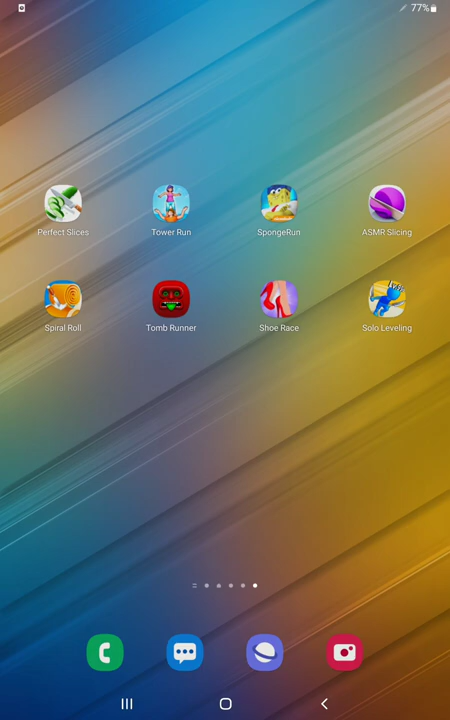 77%
Perfect Slices
Tower Run
SpongeRun
ASMR Slicing
Spiral Roll
Tomb Runner
Shoe Race
Solo Leveling